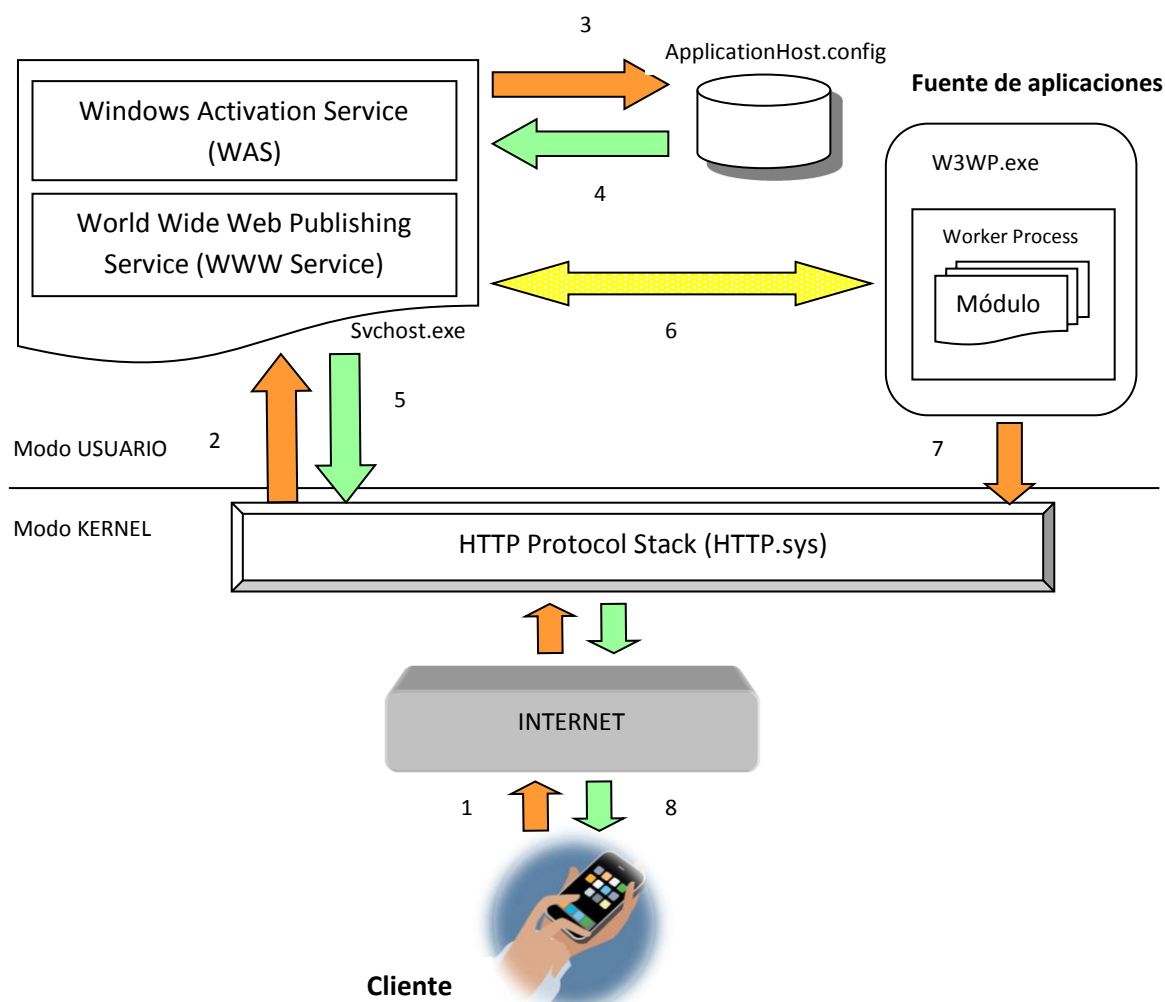 3
ApplicationHost.config
Fuente de aplicaciones
Windows Activation Service
(WAS)
4
World Wide Web Publishing
Service (WWW Service)
W3WP.exe
Worker Process
Módulo
6
Svchost.exe
5
2
7
Modo USUARIO
Modo KERNEL
HTTP Protocol Stack (HTTP.sys)
INTERNET
1
8
Cliente